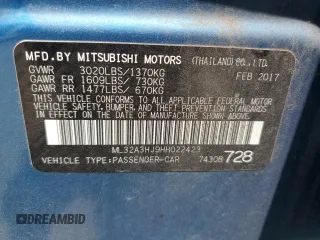 MFD.BY MITSUBISHI MOTORS (THAILAND) CO., LTD.
GVWR 3020LBS/1370KG FEB 2017
GAWR FR 1609LBS/ 730KG
GAWR RR 1477LBS/ 670KG
THIS VEHICLE CONFORMS TO ALL APPLICABLE
FEDERAL MOTOR VEHICLE SAFETY, BUMPER, AND
THEFT PREVENTION STANDARDS IN EFFECT ON
THE DATE OF MANUFACTURE SHOWN ABOVE.
ML32A3HJ9HH022423
VEHICLE TYPE:PASSENGER-CAR 7430B 728
DREAMBID